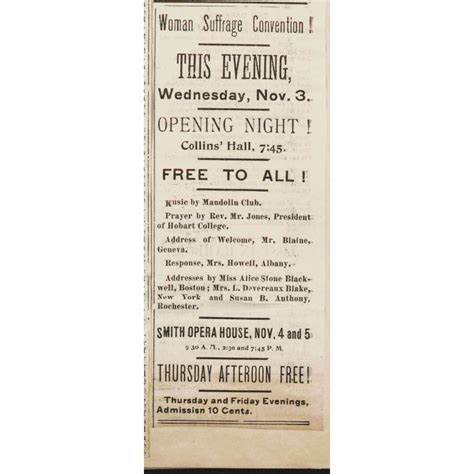 Woman Suffrage Convention!
THIS EVENING,
Wednesday, Nov. 3.
OPENING NIGHT!
Collins' Hall, 7:45.
FREE TO ALL!
Music by Mandolin Club.
Prayer by Rev. Mr. Jones, President
of Hobart College.
Address of Welcome, Mr. Blaine,
Geneva.
Response, Mrs. Howell, Albany.
Addresses by Miss Alice Stone Black-
well, Boston; Mrs. L. Devereaux Blake,
New York and Susan B. Anthony,
Rochester.
SMITH OPERA HOUSE, NOV. 4 and 5
9:30 A. M., 2:30 and 7:45 P. M.
THURSDAY AFTEROON FREE!
Thursday and Friday Evenings,
Admissisn 10 Cents.